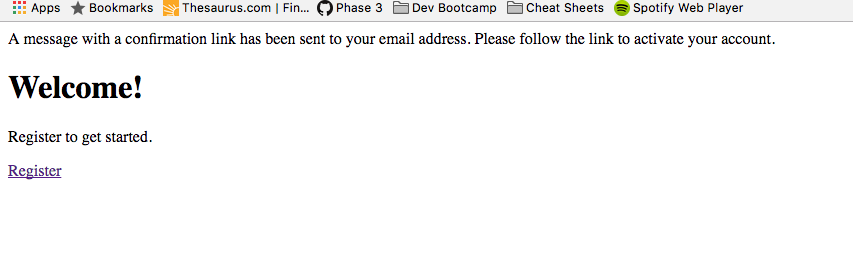 Apps Bookmarks Thesaurus.com | Fin... Phase 3 Dev Bootcamp Cheat Sheets Spotify Web Player
A message with a confirmation link has been sent to your email address. Please follow the link to activate your account.
Welcome!
Register to get started.
Register